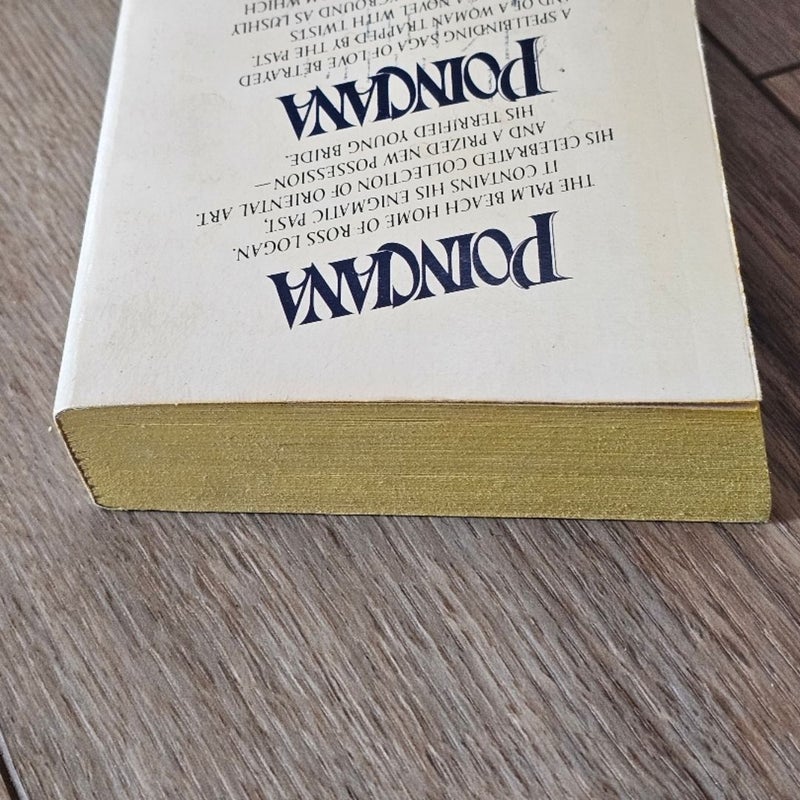 POINCIANA
THE PALM BEACH HOME OF ROSS LOGAN.
IT CONTAINS HIS ENIGMATIC PAST,
HIS CELEBRATED COLLECTION OF ORIENTAL ART.
AND A PRIZED NEW POSSESSION—
HIS TERRIFIED YOUNG BRIDE.
POINCIANA
A SPELLBINDING SAGA OF LOVE BETRAYED
AND OF A WOMAN TRAPPED BY THE PAST.
A NOVEL WITH TWISTS
AS LUSHLY
WHICH